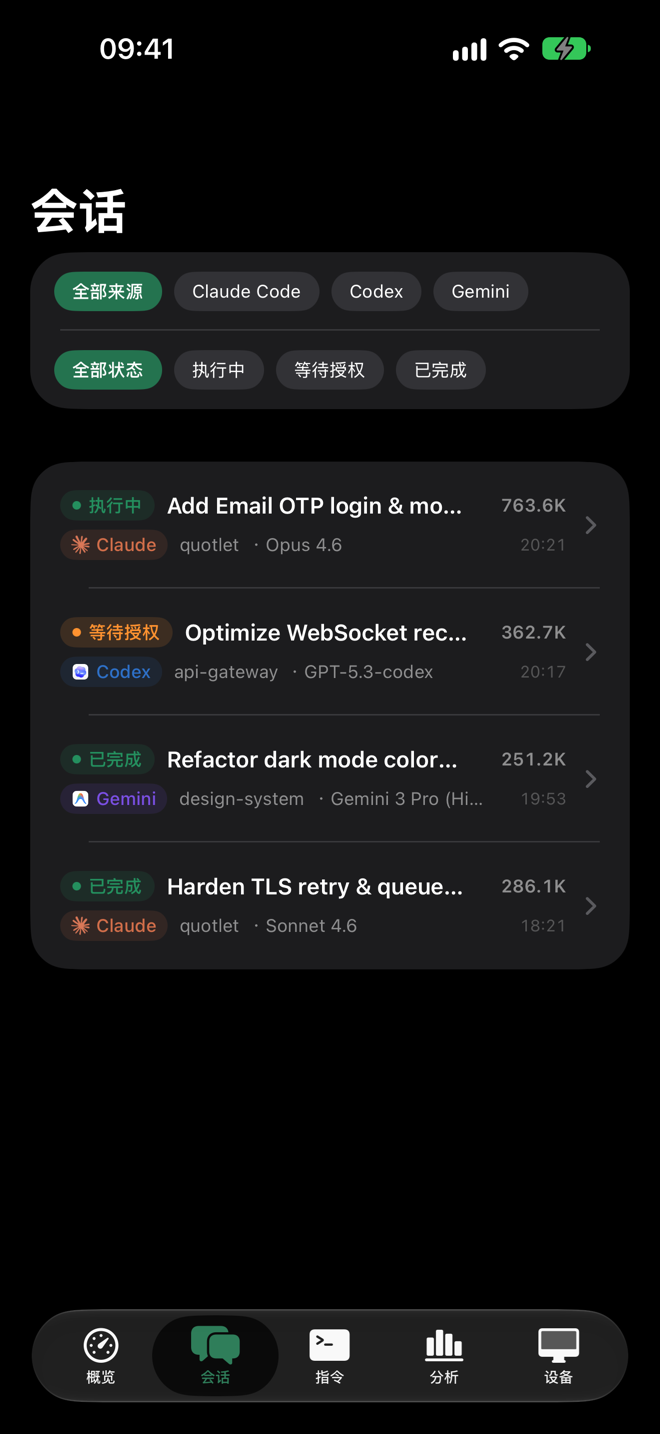 09:41
会话
全部来源 Claude Code Codex Gemini
全部状态 执行中 等待授权 已完成
执行中 Add Email OTP login & mo... 763.6K
Claude quotlet · Opus 4.6 20:21
等待授权 Optimize WebSocket rec... 362.7K
Codex api-gateway · GPT-5.3-codex 20:17
已完成 Refactor dark mode color... 251.2K
Gemini design-system · Gemini 3 Pro (Hi... 19:53
已完成 Harden TLS retry & queue... 286.1K
Claude quotlet · Sonnet 4.6 18:21
概览 会话 指令 分析 设备